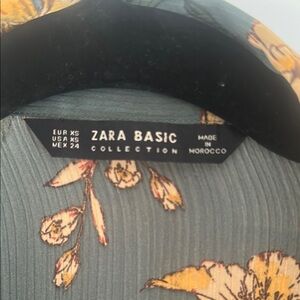 EUR XS
USA XS
MEX 24
ZARA BASIC
COLLECTION
MADE
IN
MOROCCO